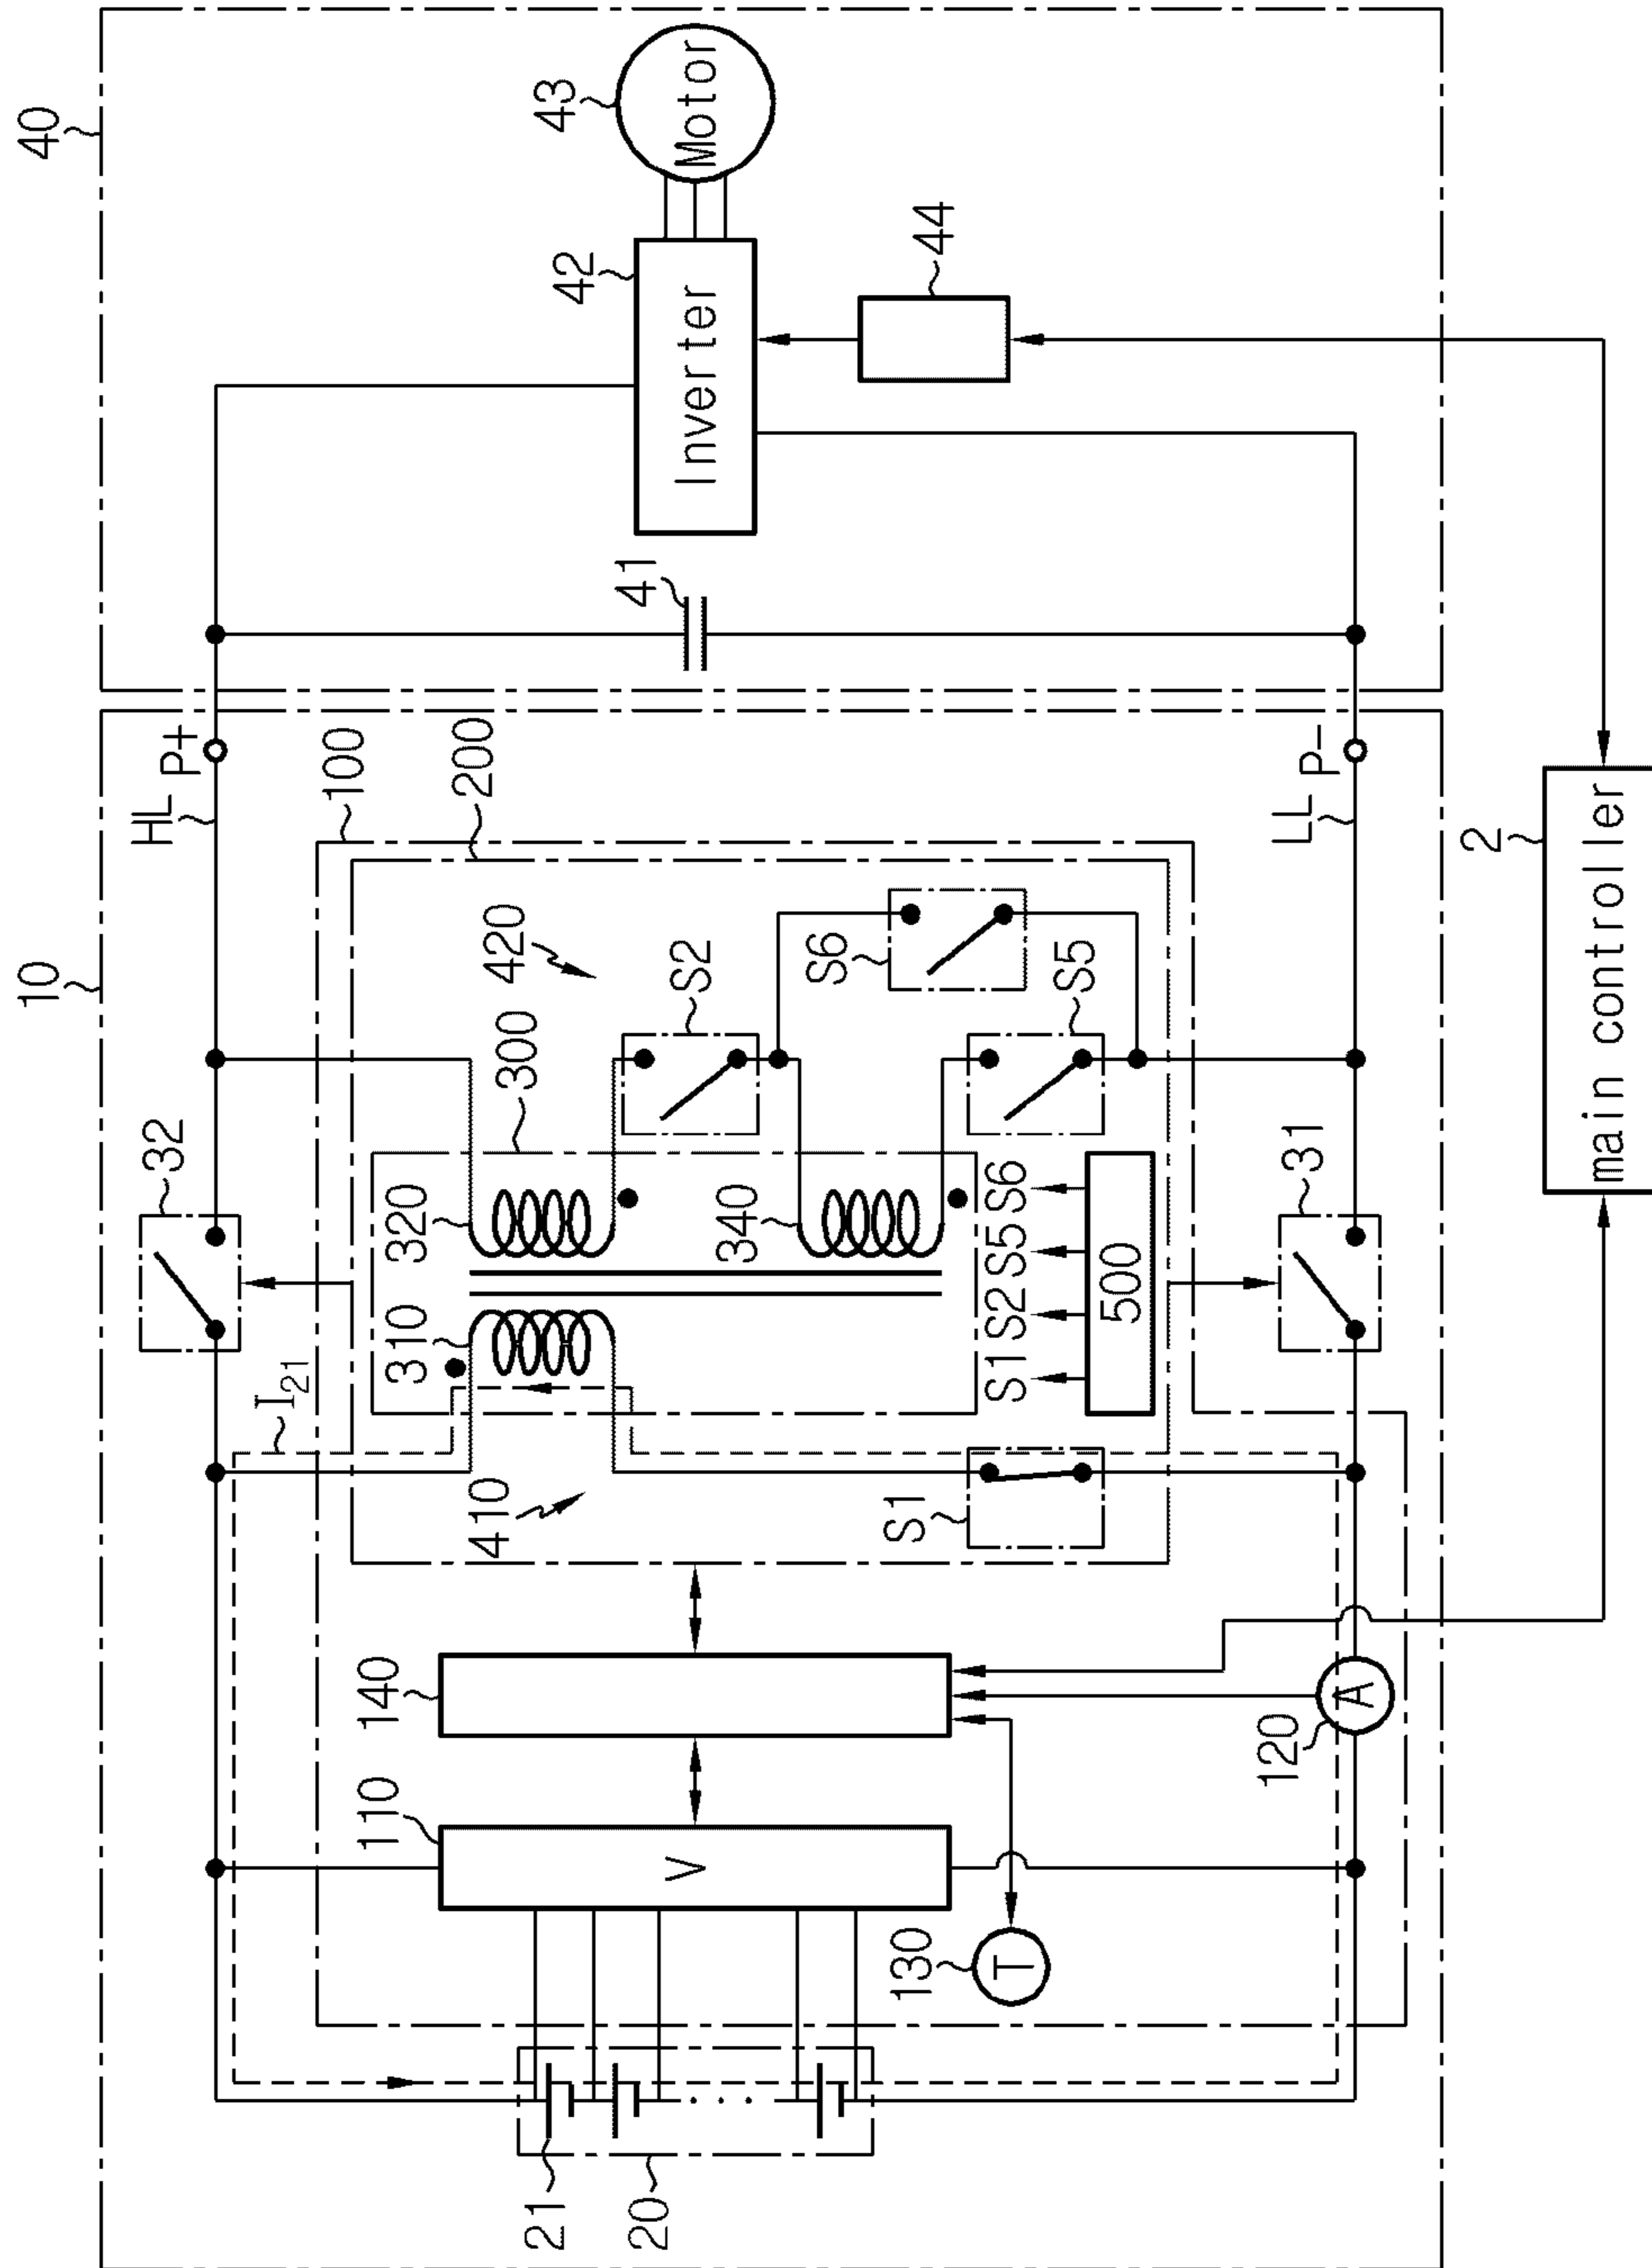 10
40
32
HL
P+
I21
100
200
43
Motor
42
Inverter
41
44
110
V
140
410
310
320
300
420
S2
S6
340
S5
S1 S2 S5 S6
500
S1
21
20
130
T
120
A
31
LL
P-
2
main controller